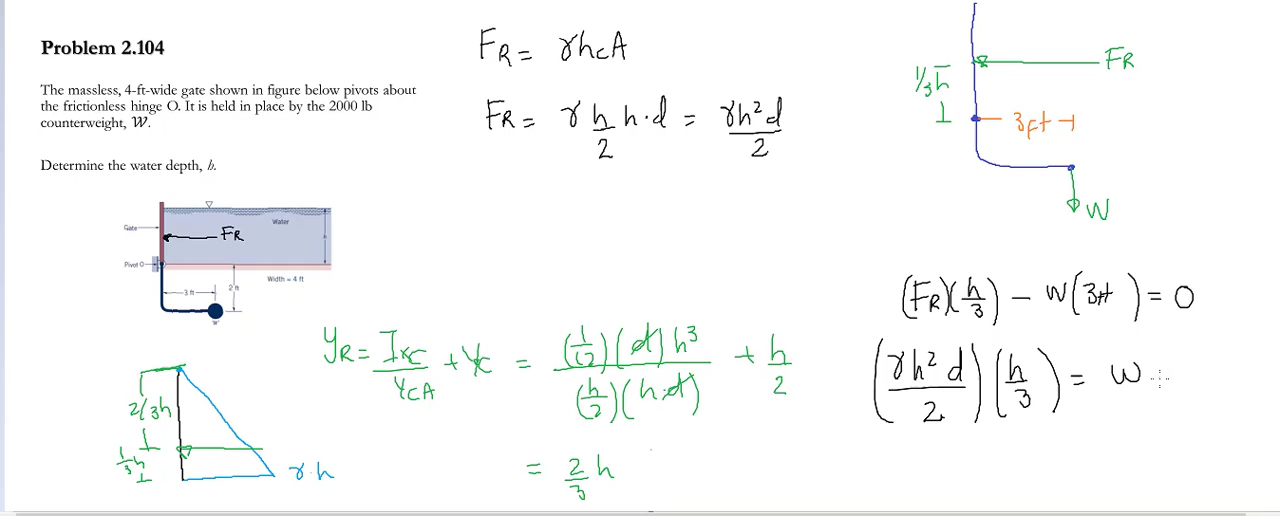 Problem 2.104
The massless, 4-ft-wide gate shown in figure below pivots about
the frictionless hinge O. It is held in place by the 2000 lb
counterweight, W.
Determine the water depth, h.
Gate
Water
h
FR
Pivot O
Width = 4 ft
3 ft
2 ft
W
FR = γhcA
FR = γ h/2 h·d = γh²d/2
FR
1/3 h
3ft
W
yR = Ixc/ycA + yc = (1/12)(d)h³/(h/2)(h·d) + h/2
= 2/3 h
2/3h
1/3 h
γ·h
(FR)(h/3) - W(3ft) = 0
(γh²d/2)(h/3) = W